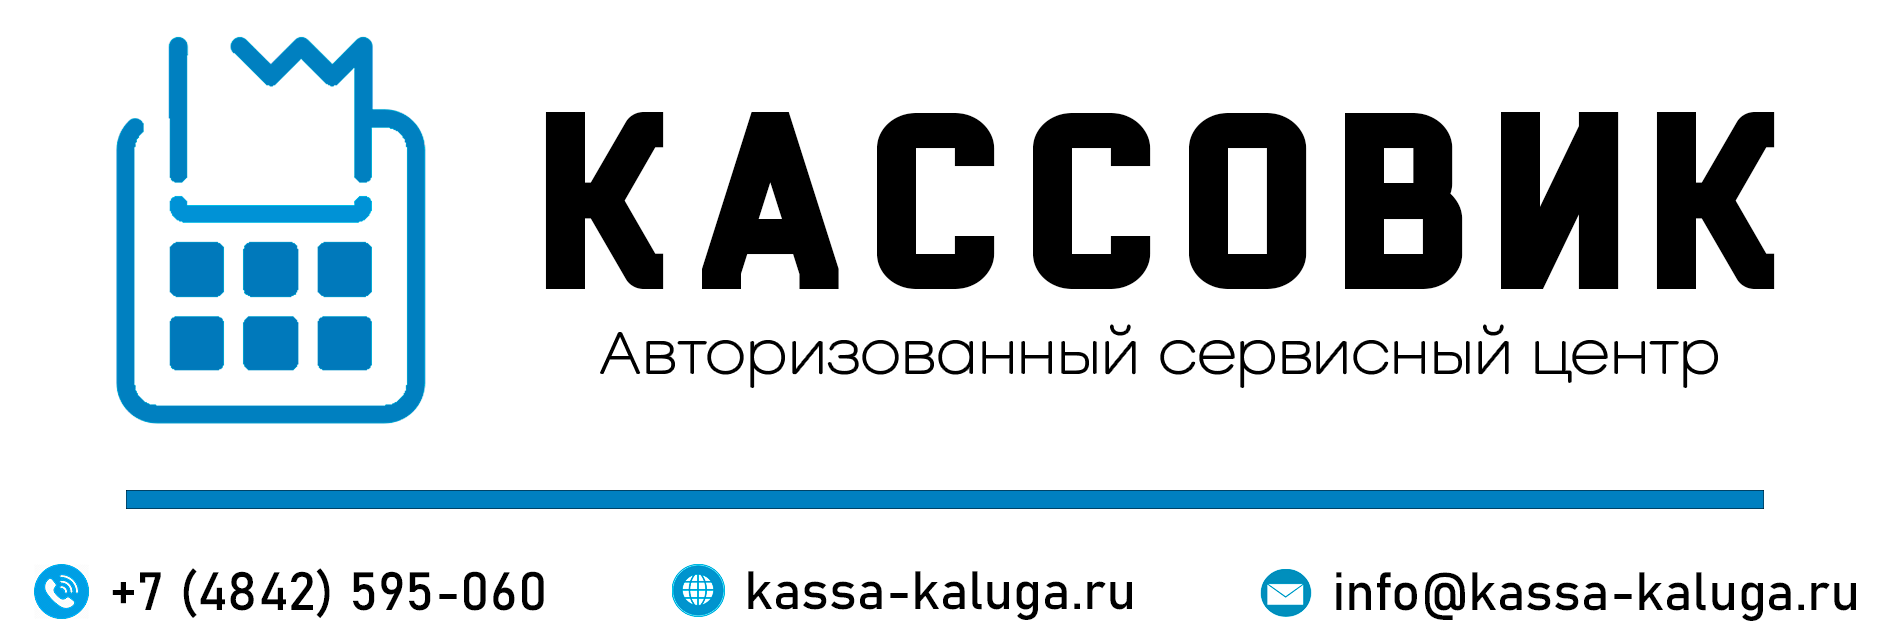 КАССОВИК
Авторизованный сервисный центр
+7 (4842) 595-060
kassa-kaluga.ru
info@kassa-kaluga.ru